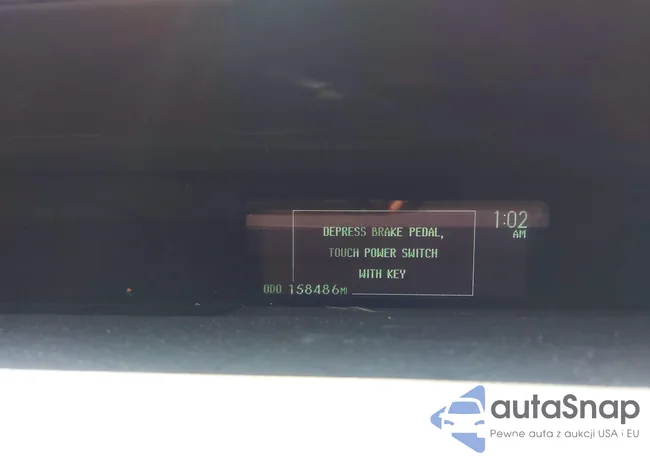 DEPRESS BRAKE PEDAL,
TOUCH POWER SWITCH
WITH KEY
1:02
AM
ODO 158486MI
autaSnap
Pewne auta z aukcji USA i EU